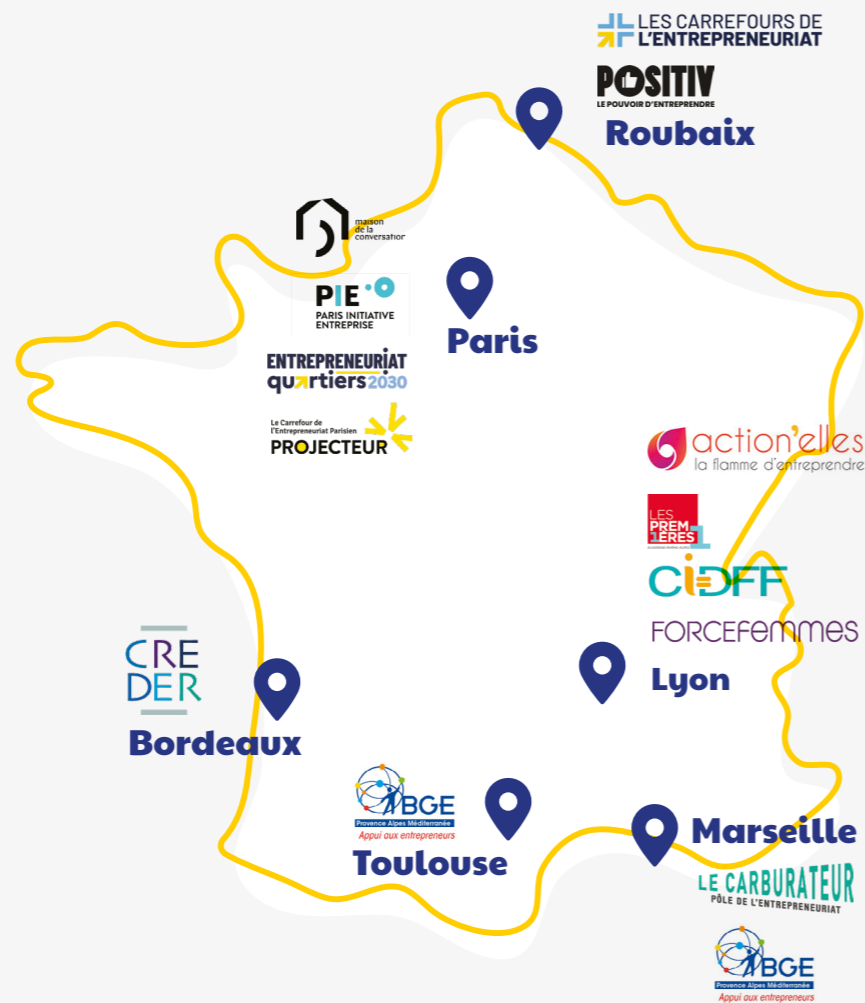 LES CARREFOURS DE
L'ENTREPRENEURIAT
POSITIV
LE POUVOIR D'ENTREPRENDRE
Roubaix
maison
de la
conversation
PIE
PARIS INITIATIVE
ENTREPRISE
Paris
ENTREPRENEURIAT
quartiers 2030
Le Carrefour de
l'Entrepreneuriat Parisien
PROJECTEUR
action'elles
la flamme d'entreprendre
LES
PREM
1ÈRES
1
CIDFF
FORCEFemmes
Lyon
CRE
DER
Bordeaux
BGE
Provence Alpes Méditerranée
Appui aux entrepreneurs
Toulouse
Marseille
LE CARBURATEUR
PÔLE DE L'ENTREPRENEURIAT
BGE
Provence Alpes Méditerranée
Appui aux entrepreneurs